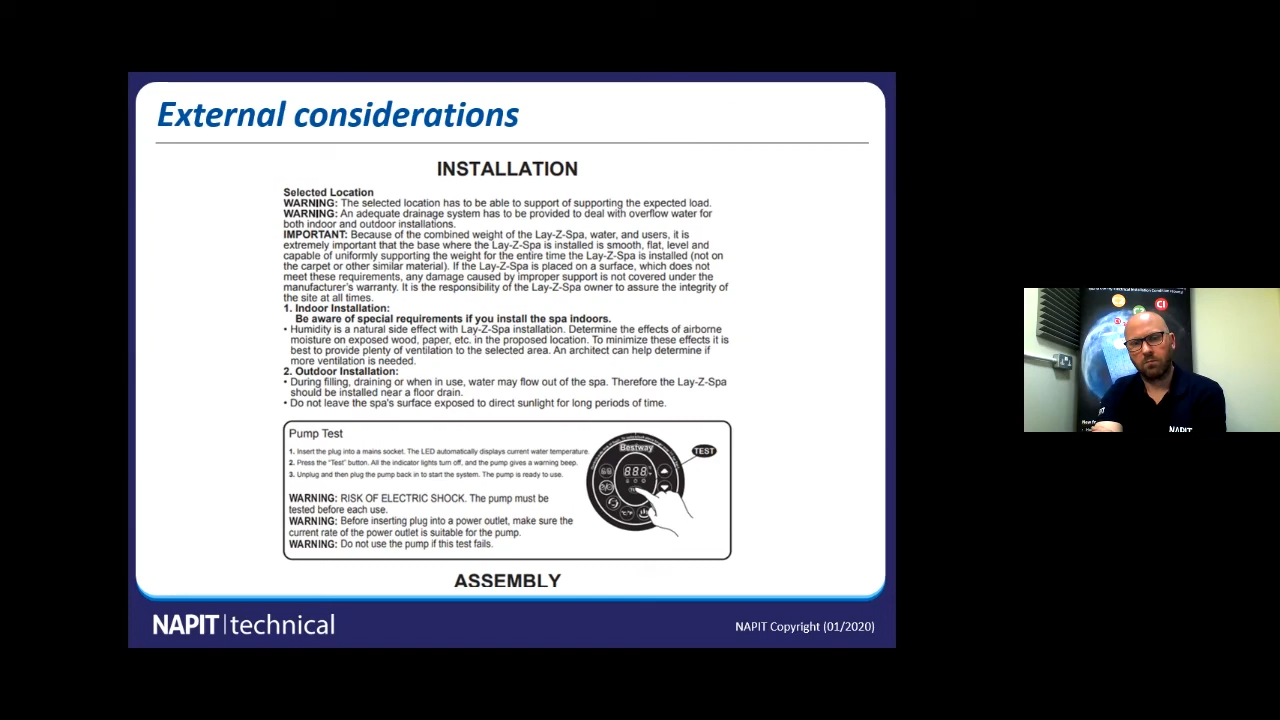 External considerations
INSTALLATION
Selected Location
WARNING: The selected location has to be able to support of supporting the expected load.
WARNING: An adequate drainage system has to be provided to deal with overflow water for
both indoor and outdoor installations.
IMPORTANT: Because of the combined weight of the Lay-Z-Spa, water, and users, it is
extremely important that the base where the Lay-Z-Spa is installed is smooth, flat, level and
capable of uniformly supporting the weight for the entire time the Lay-Z-Spa is installed (not on
the carpet or other similar material). If the Lay-Z-Spa is placed on a surface, which does not
meet these requirements, any damage caused by improper support is not covered under the
manufacturer's warranty. It is the responsibility of the Lay-Z-Spa owner to assure the integrity of
the site at all times.
1. Indoor Installation:
Be aware of special requirements if you install the spa indoors.
• Humidity is a natural side effect with Lay-Z-Spa installation. Determine the effects of airborne
moisture on exposed wood, paper, etc. in the proposed location. To minimize these effects it is
best to provide plenty of ventilation to the selected area. An architect can help determine if
more ventilation is needed.
2. Outdoor Installation:
• During filling, draining or when in use, water may flow out of the spa. Therefore the Lay-Z-Spa
should be installed near a floor drain.
• Do not leave the spa's surface exposed to direct sunlight for long periods of time.
Pump Test
1. Insert the plug into a mains socket. The LED automatically displays current water temperature.
2. Press the "Test" button. All the indicator lights turn off, and the pump gives a warning beep.
3. Unplug and then plug the pump back in to start the system. The pump is ready to use.
WARNING: RISK OF ELECTRIC SHOCK. The pump must be
tested before each use.
WARNING: Before inserting plug into a power outlet, make sure the
current rate of the power outlet is suitable for the pump.
WARNING: Do not use the pump if this test fails.
Bestway
TEST
888
ASSEMBLY
NAPIT technical
NAPIT Copyright (01/2020)
NAPIT